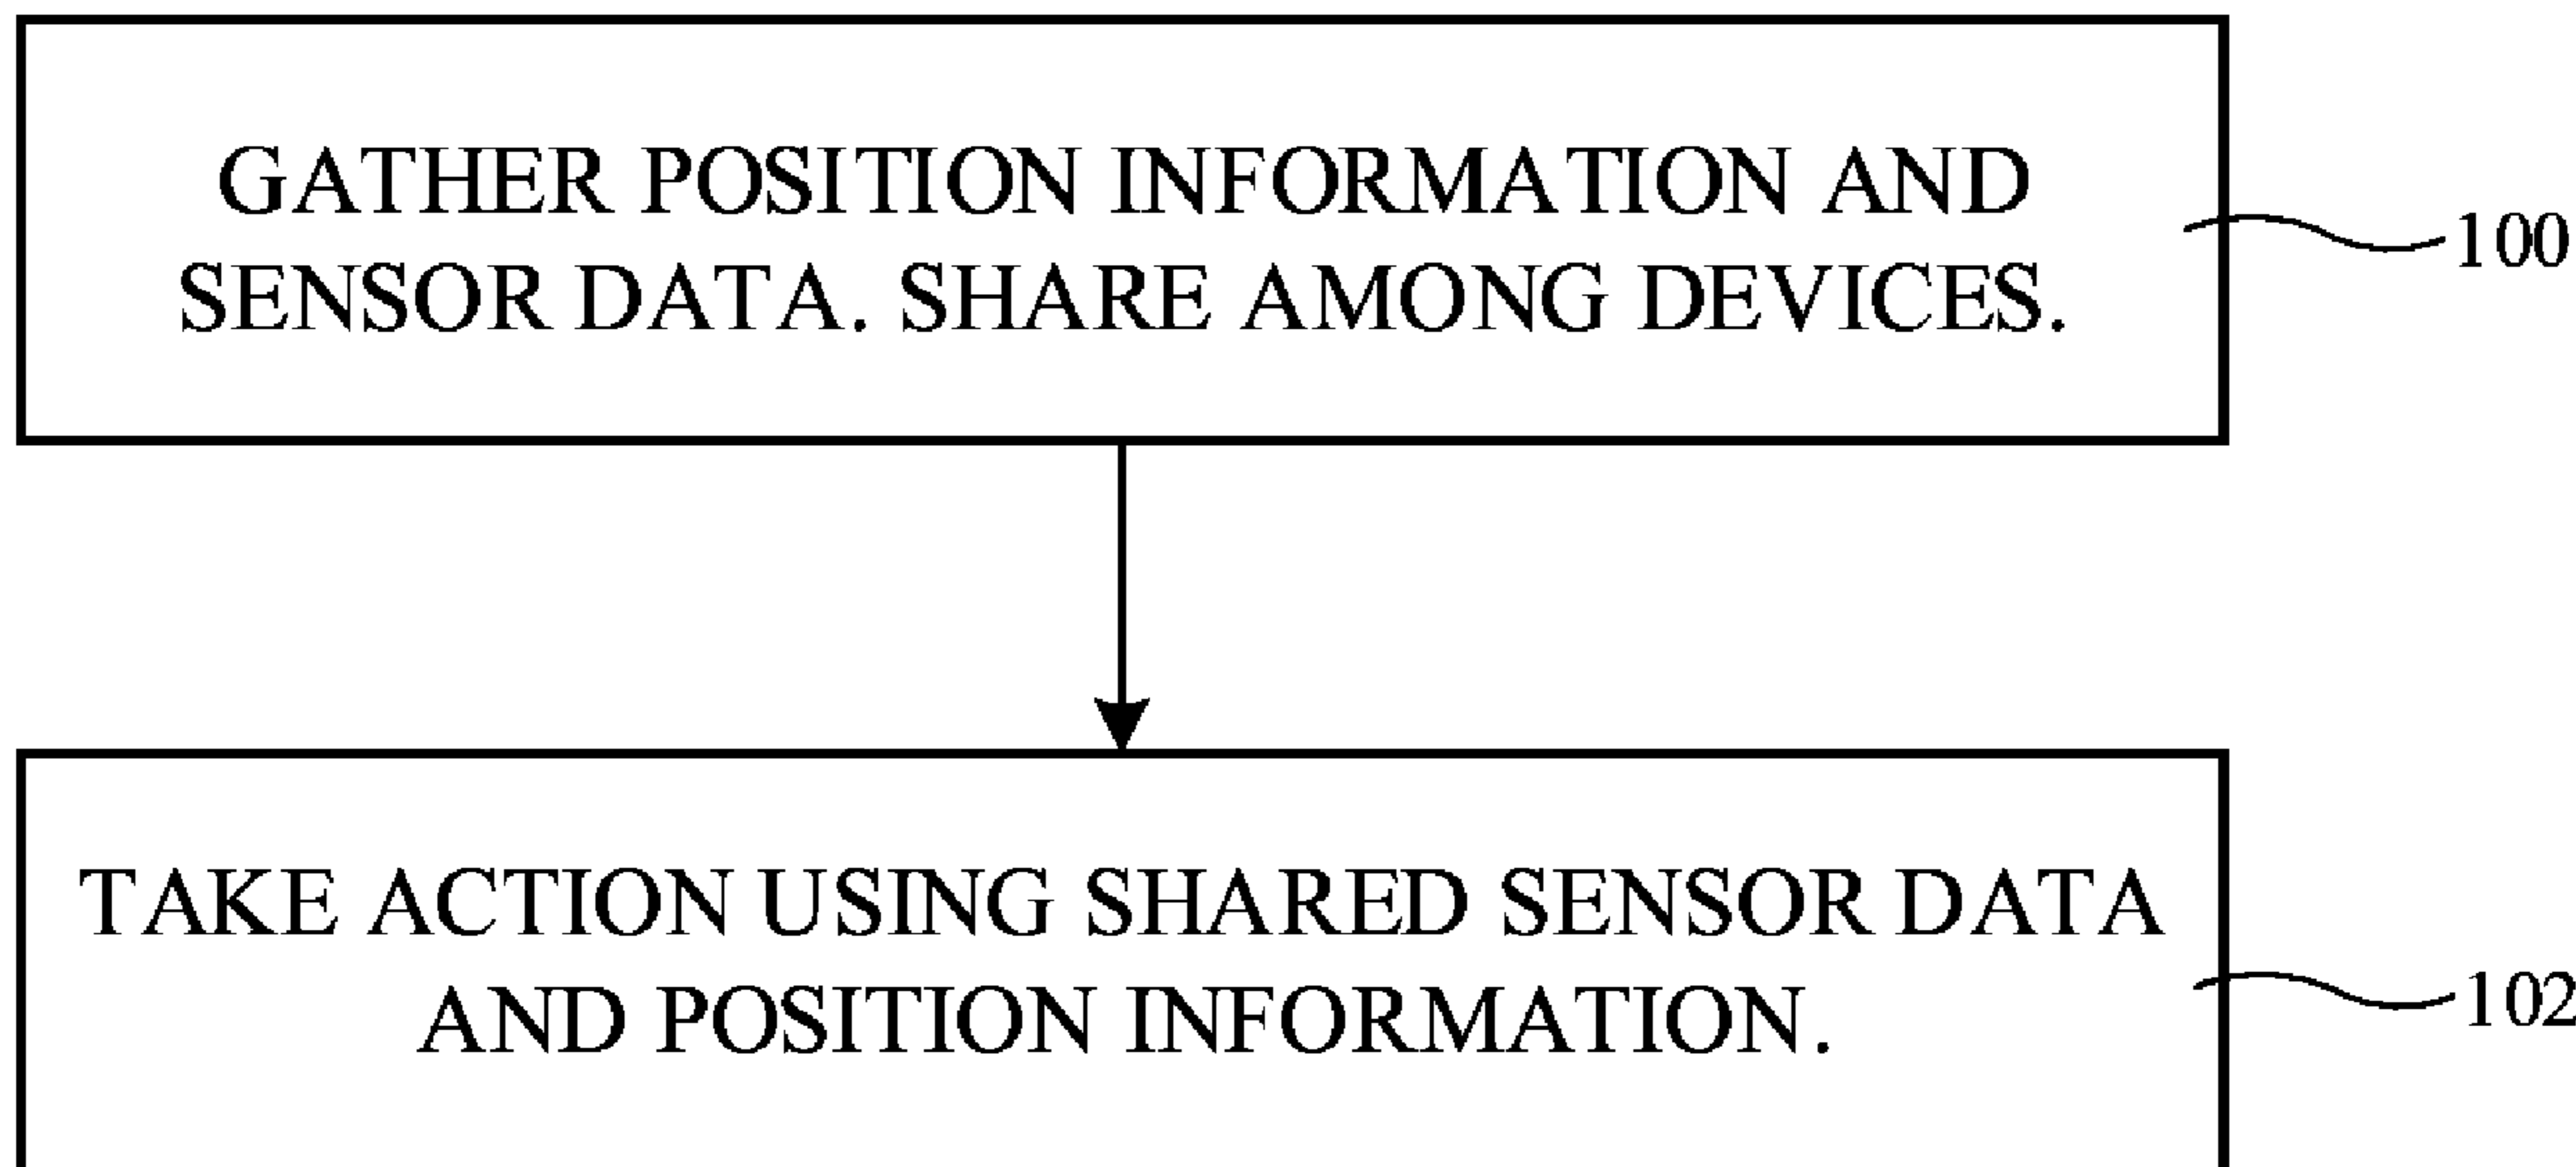 GATHER POSITION INFORMATION AND
SENSOR DATA. SHARE AMONG DEVICES.
100
TAKE ACTION USING SHARED SENSOR DATA
AND POSITION INFORMATION.
102